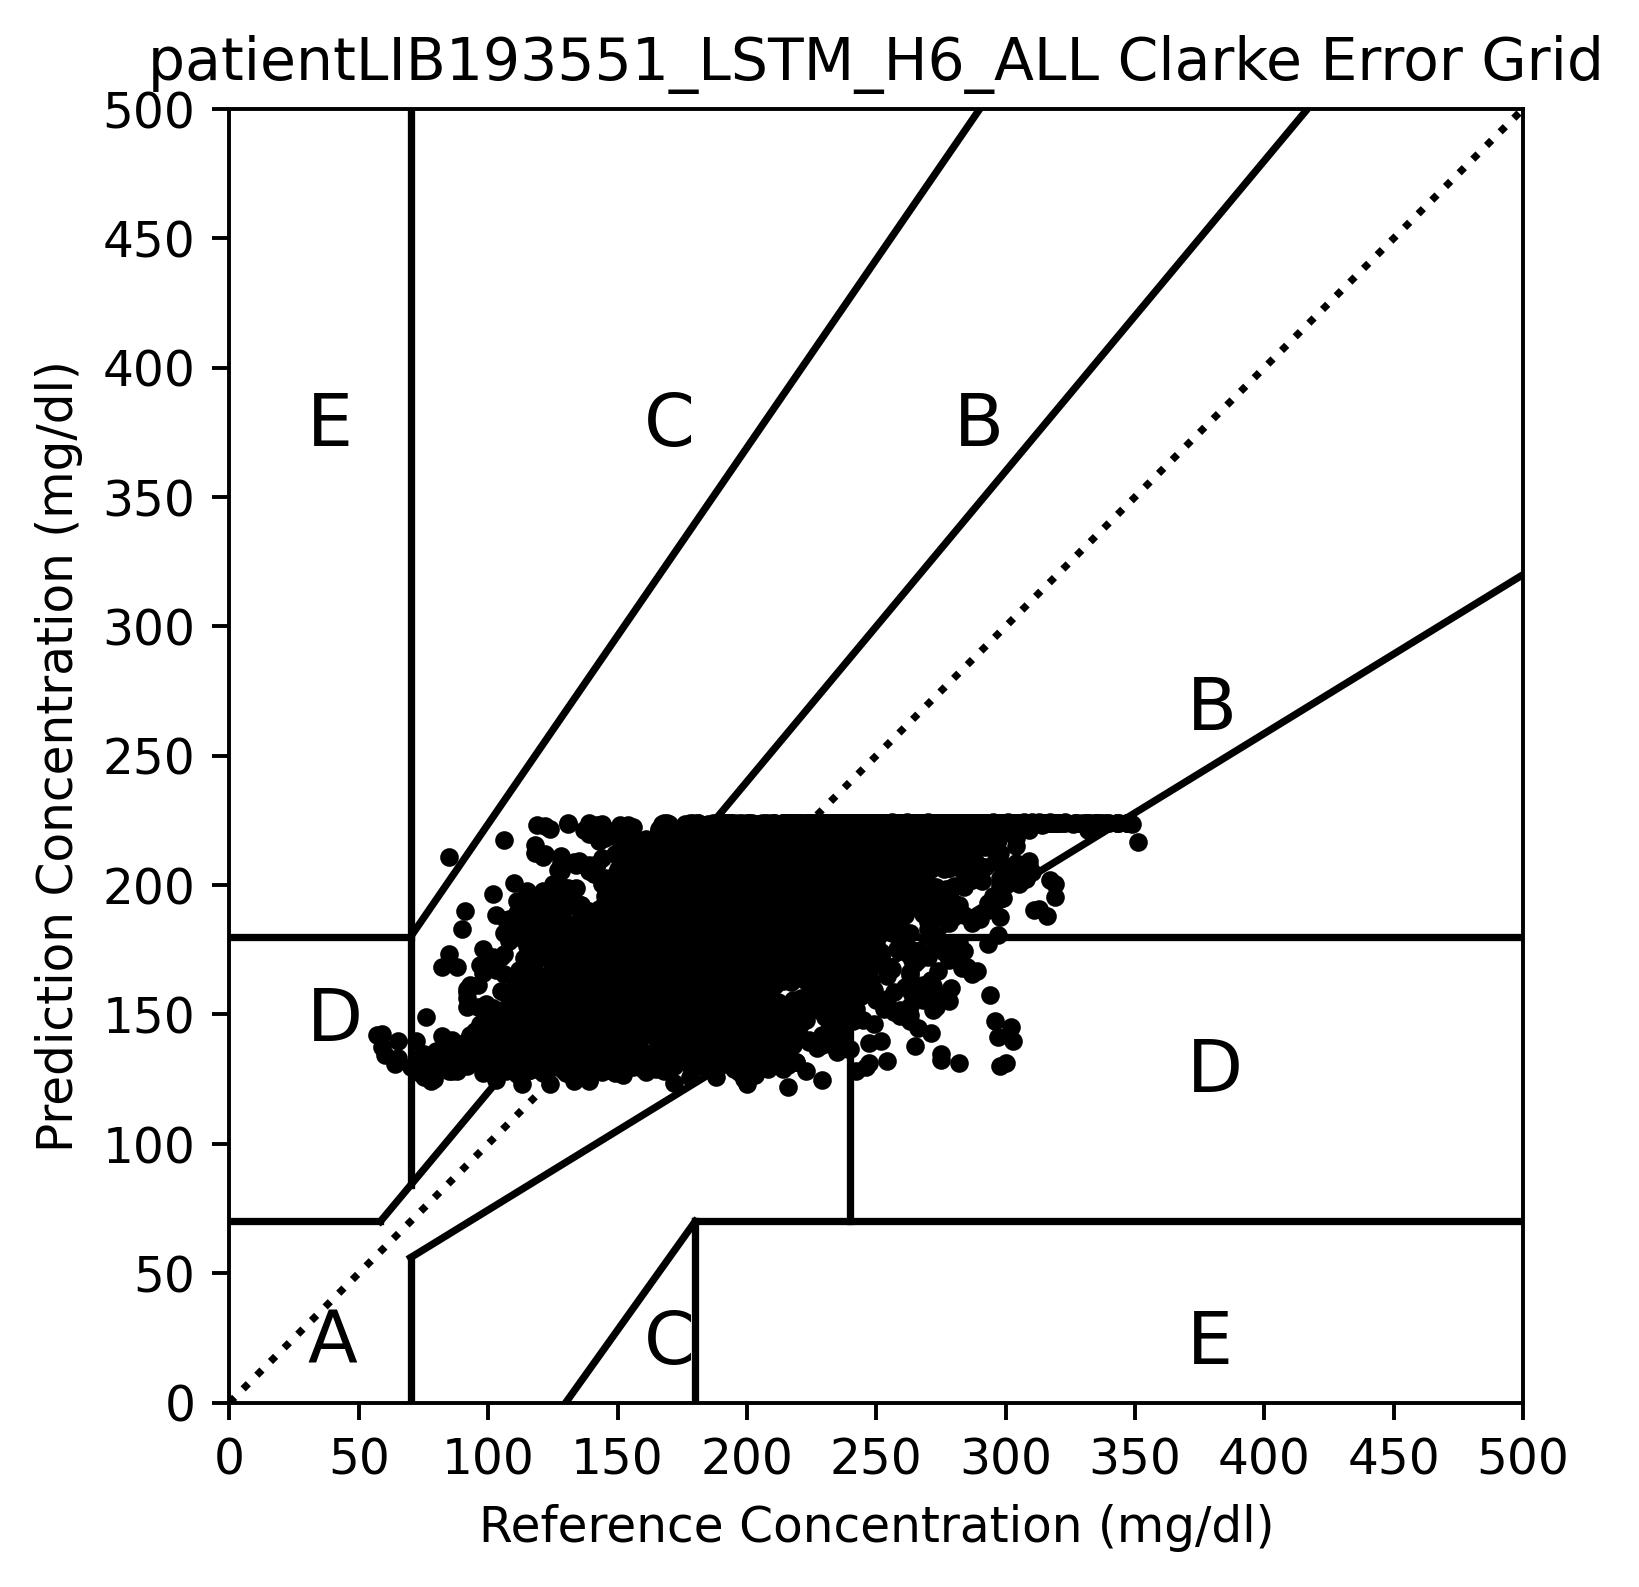 patientLIB193551_LSTM_H6_ALL Clarke Error Grid
500
450
400
350
300
250
200
150
100
50
0
Prediction Concentration (mg/dl)
E
C
B
B
D
D
A
C
E
0 50 100 150 200 250 300 350 400 450 500
Reference Concentration (mg/dl)